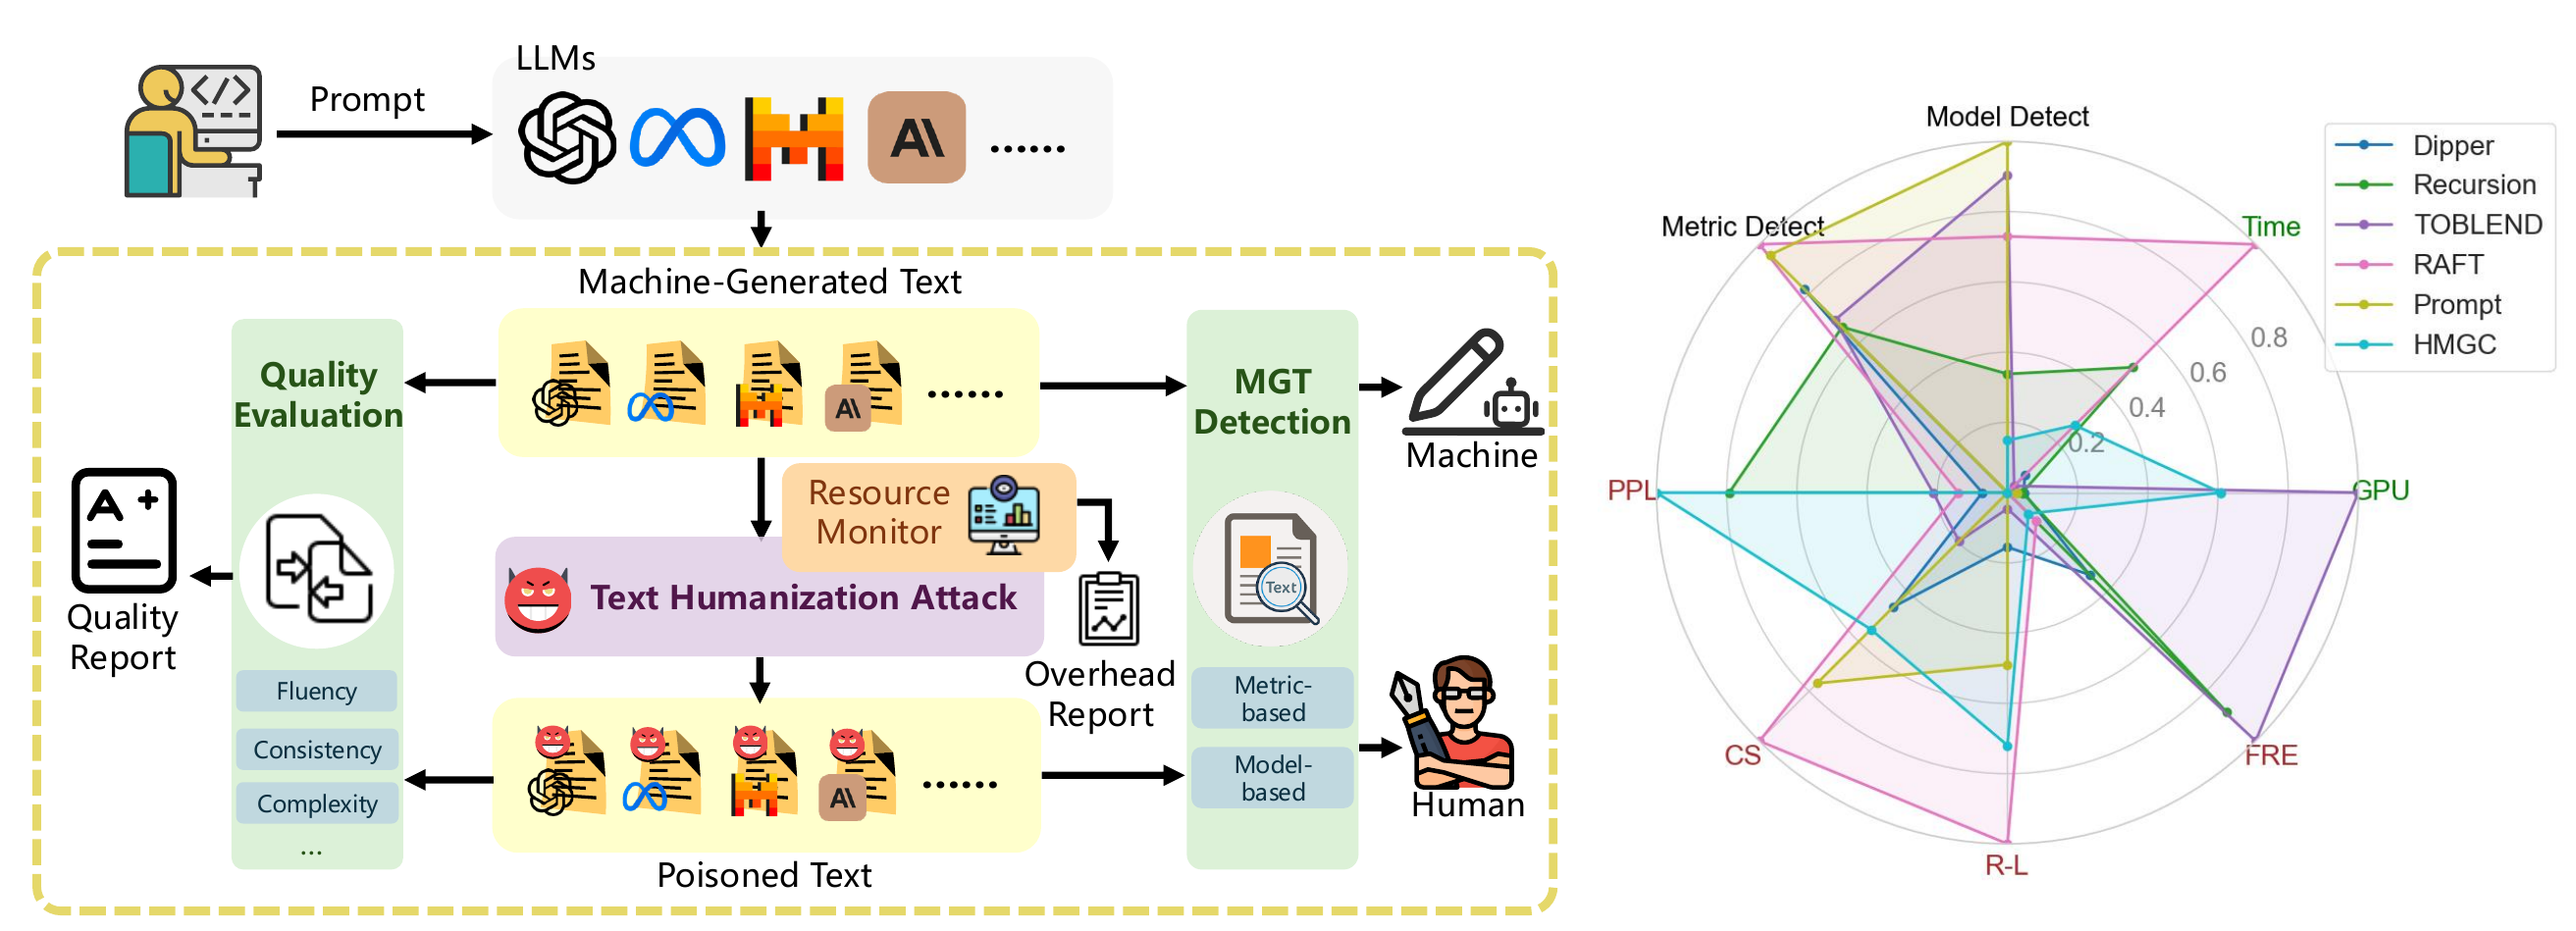 LLMs
Prompt
</>
A\
......
Machine-Generated Text
Quality
Evaluation
A\
......
MGT
Detection
Machine
Resource
Monitor
A+
Quality
Report
Text Humanization Attack
Text
Overhead
Report
Fluency
Consistency
Complexity
...
Metric-
based
Model-
based
A\
......
Human
Poisoned Text
Model Detect
Metric Detect
Time
PPL
GPU
CS
FRE
R-L
0.2
0.4
0.6
0.8
Dipper
Recursion
TOBLEND
RAFT
Prompt
HMGC